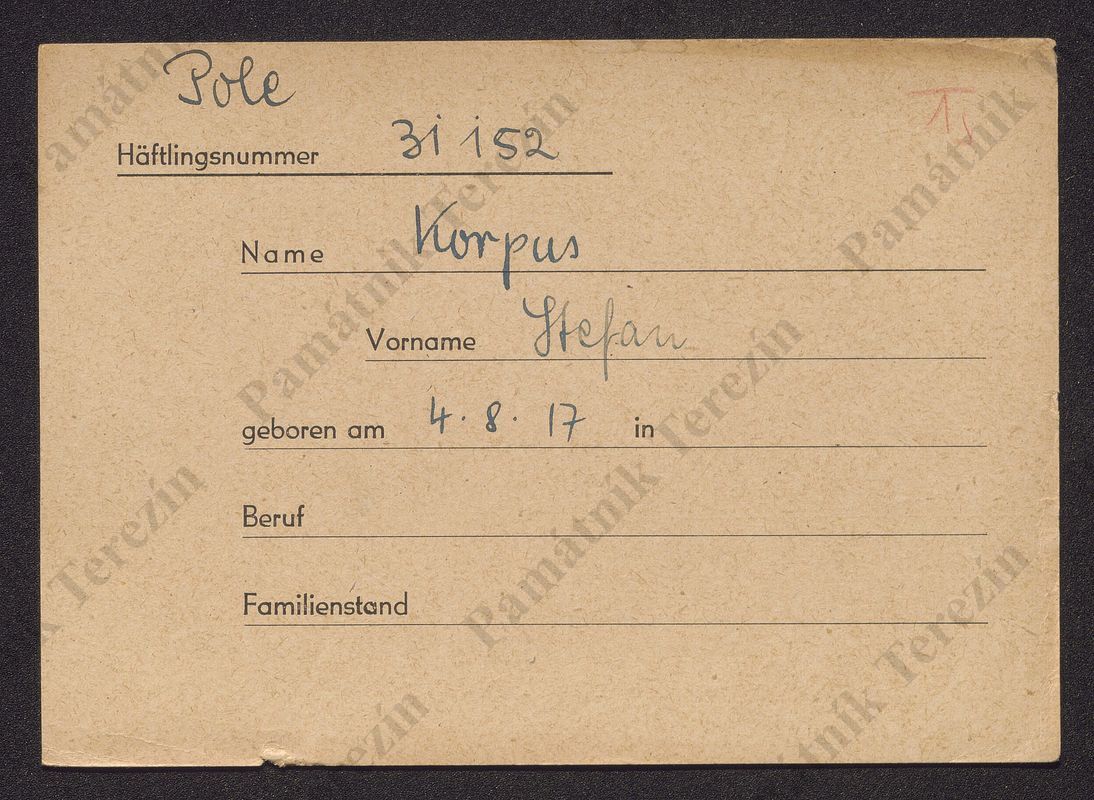 Pole
Häftlingsnummer 31 152
Name Korpus
Vorname Stefan
geboren am 4. 8. 17 in
Beruf
Familienstand
Památník Terezín